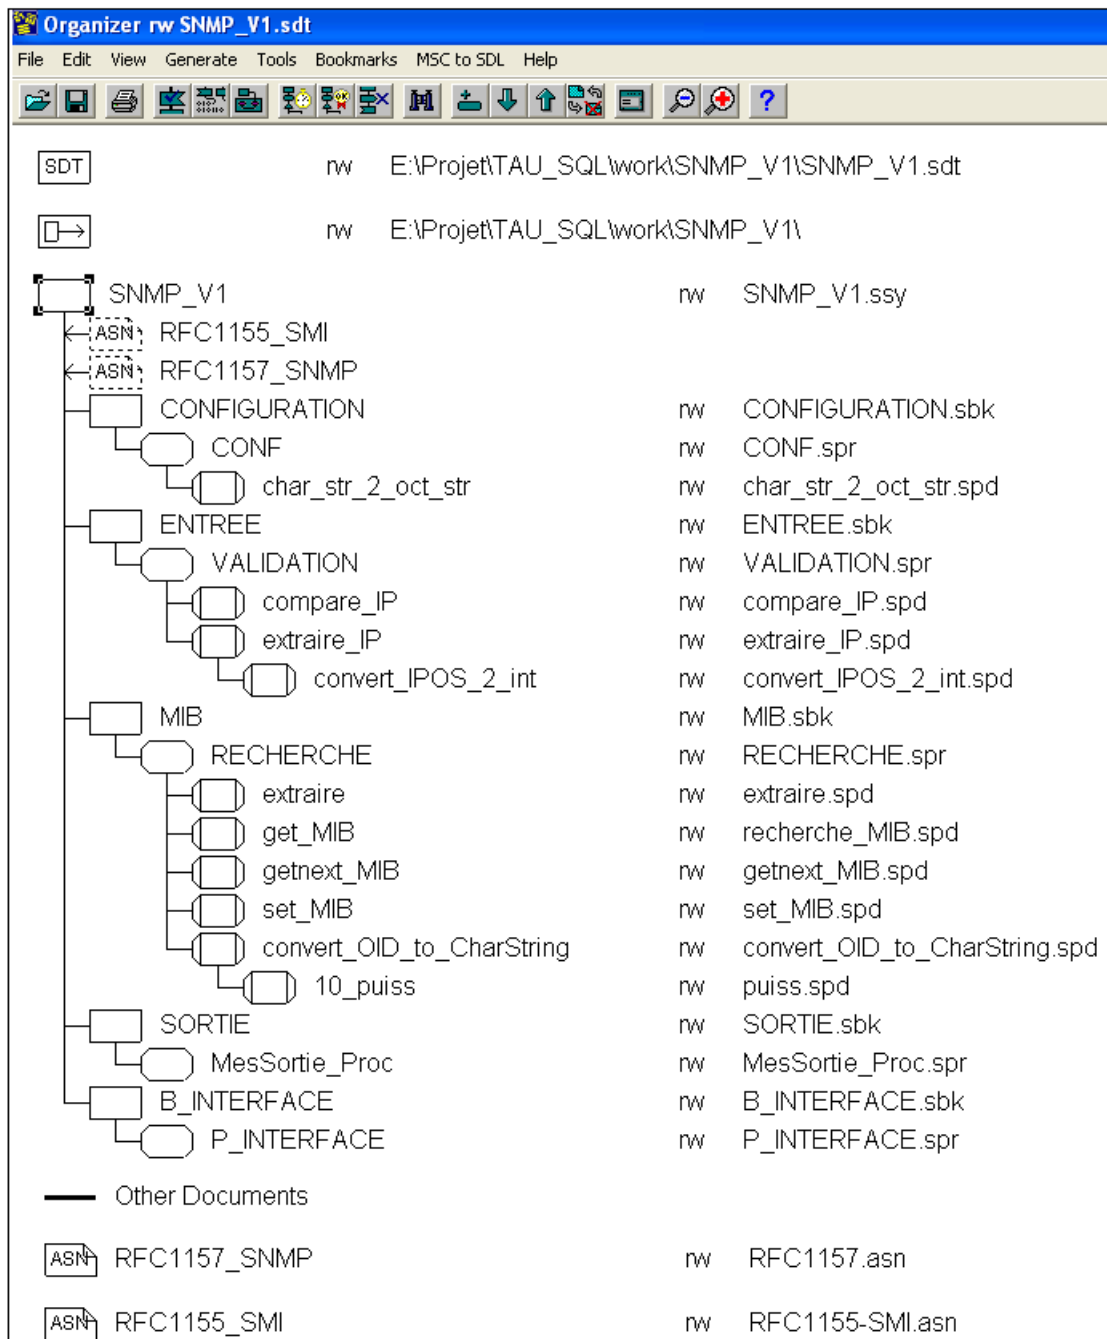 Organizer rw SNMP_V1.sdt
File Edit View Generate Tools Bookmarks MSC to SDL Help
SDT rw E:\Projet\TAU_SQL\work\SNMP_V1\SNMP_V1.sdt
rw E:\Projet\TAU_SQL\work\SNMP_V1\
SNMP_V1 rw SNMP_V1.ssy
ASN RFC1155_SMI
ASN RFC1157_SNMP
CONFIGURATION rw CONFIGURATION.sbk
CONF rw CONF.spr
char_str_2_oct_str rw char_str_2_oct_str.spd
ENTREE rw ENTREE.sbk
VALIDATION rw VALIDATION.spr
compare_IP rw compare_IP.spd
extraire_IP rw extraire_IP.spd
convert_IPOS_2_int rw convert_IPOS_2_int.spd
MIB rw MIB.sbk
RECHERCHE rw RECHERCHE.spr
extraire rw extraire.spd
get_MIB rw recherche_MIB.spd
getnext_MIB rw getnext_MIB.spd
set_MIB rw set_MIB.spd
convert_OID_to_CharString rw convert_OID_to_CharString.spd
10_puiss rw puiss.spd
SORTIE rw SORTIE.sbk
MesSortie_Proc rw MesSortie_Proc.spr
B_INTERFACE rw B_INTERFACE.sbk
P_INTERFACE rw P_INTERFACE.spr
Other Documents
ASN RFC1157_SNMP rw RFC1157.asn
ASN RFC1155_SMI rw RFC1155-SMI.asn